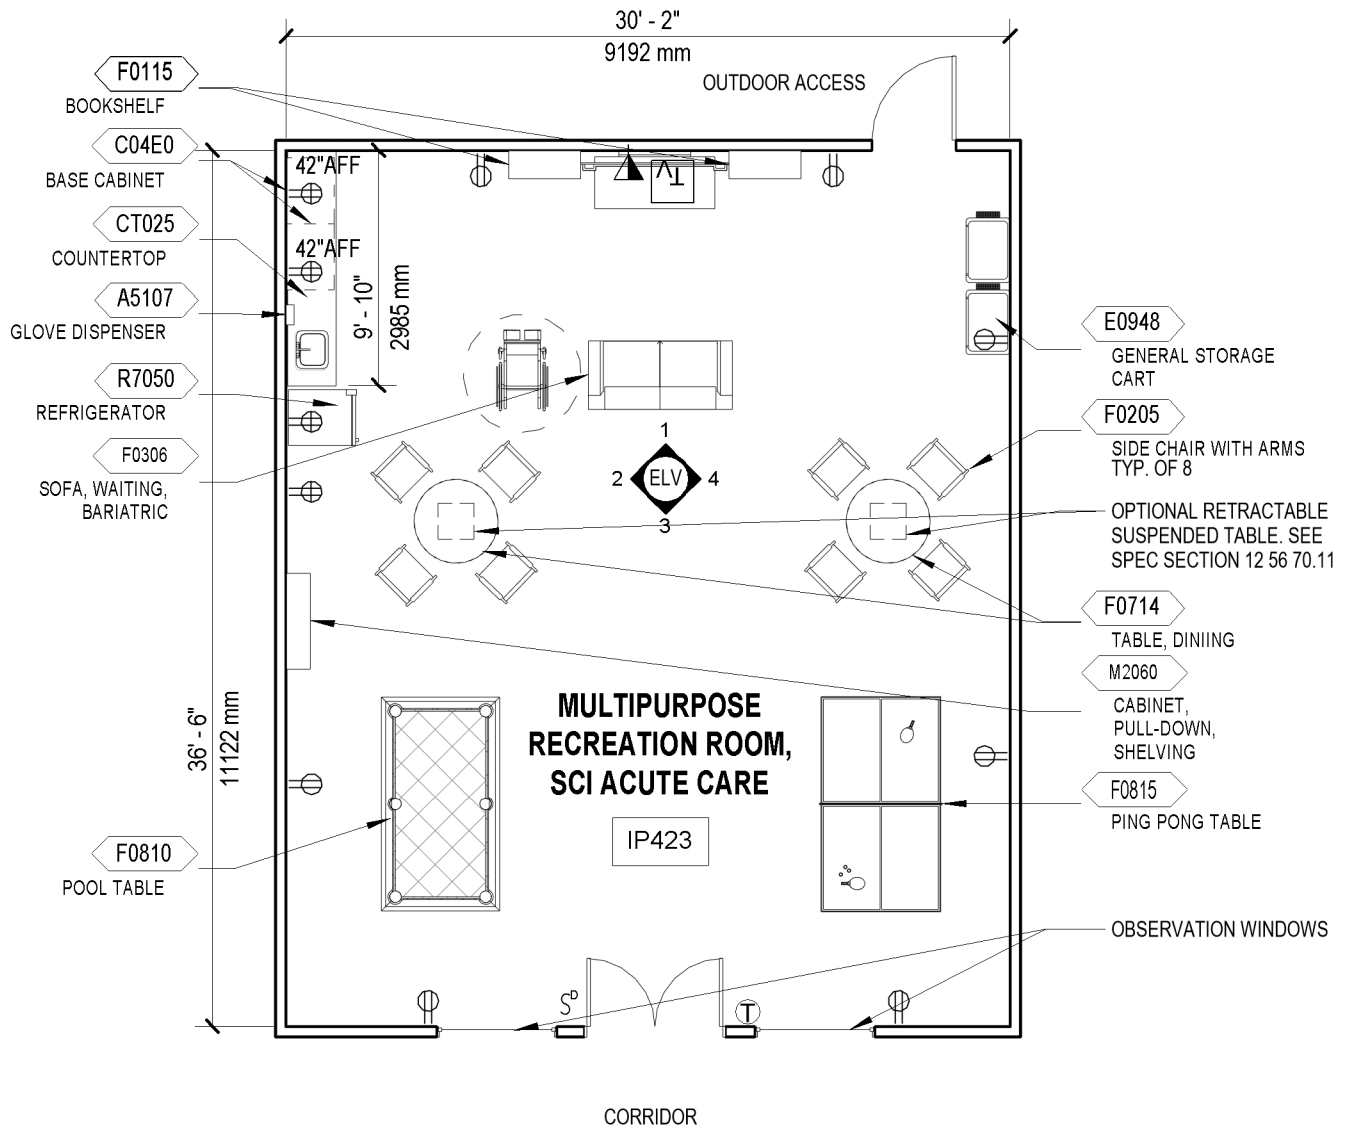 30' - 2"
9192 mm
OUTDOOR ACCESS
F0115
BOOKSHELF
C04E0
BASE CABINET
CT025
COUNTERTOP
A5107
GLOVE DISPENSER
R7050
REFRIGERATOR
F0306
SOFA, WAITING,
BARIATRIC
42"AFF
42"AFF
9' - 10"
2985 mm
TV
E0948
GENERAL STORAGE
CART
F0205
SIDE CHAIR WITH ARMS
TYP. OF 8
1
2 ELV 4
3
OPTIONAL RETRACTABLE
SUSPENDED TABLE. SEE
SPEC SECTION 12 56 70.11
F0714
TABLE, DINIING
M2060
CABINET,
PULL-DOWN,
SHELVING
36' - 6"
11122 mm
MULTIPURPOSE
RECREATION ROOM,
SCI ACUTE CARE
IP423
F0815
PING PONG TABLE
F0810
POOL TABLE
OBSERVATION WINDOWS
S D
T
CORRIDOR